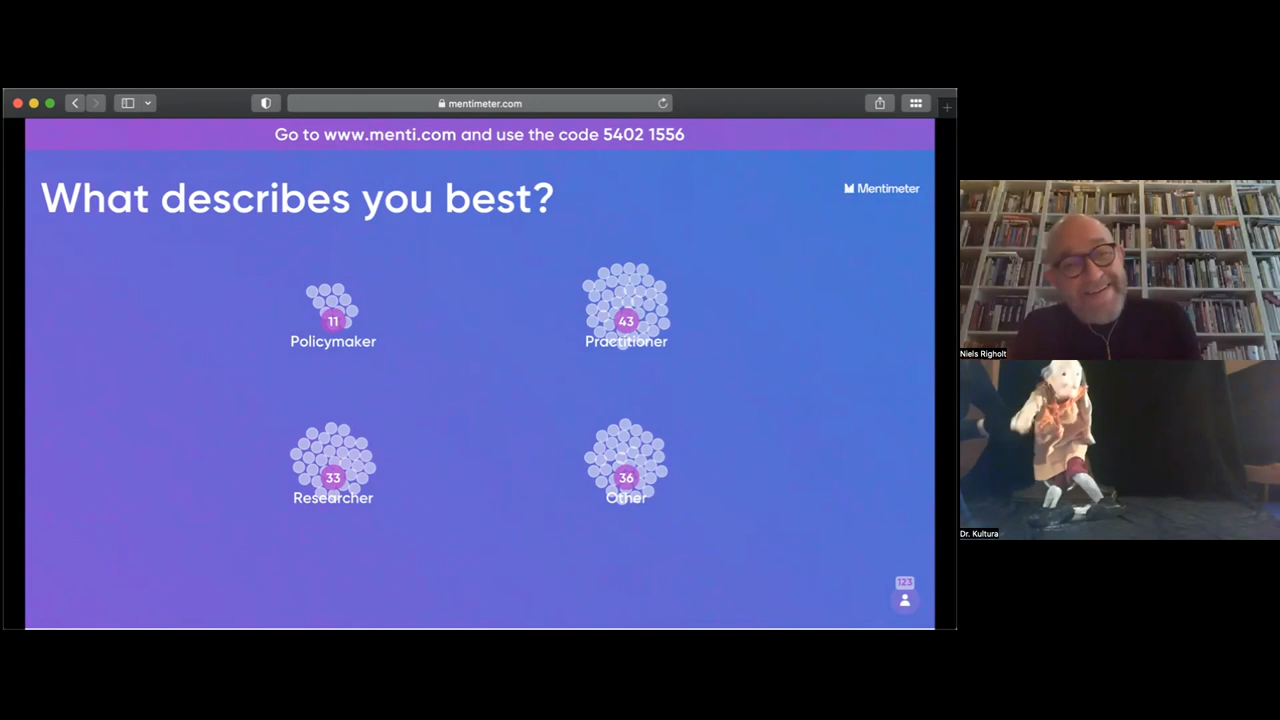 mentimeter.com
Go to www.menti.com and use the code 5402 1556
What describes you best?
Mentimeter
11
Policymaker
43
Practitioner
33
Researcher
36
Other
123
Niels Righolt
Dr. Kultura